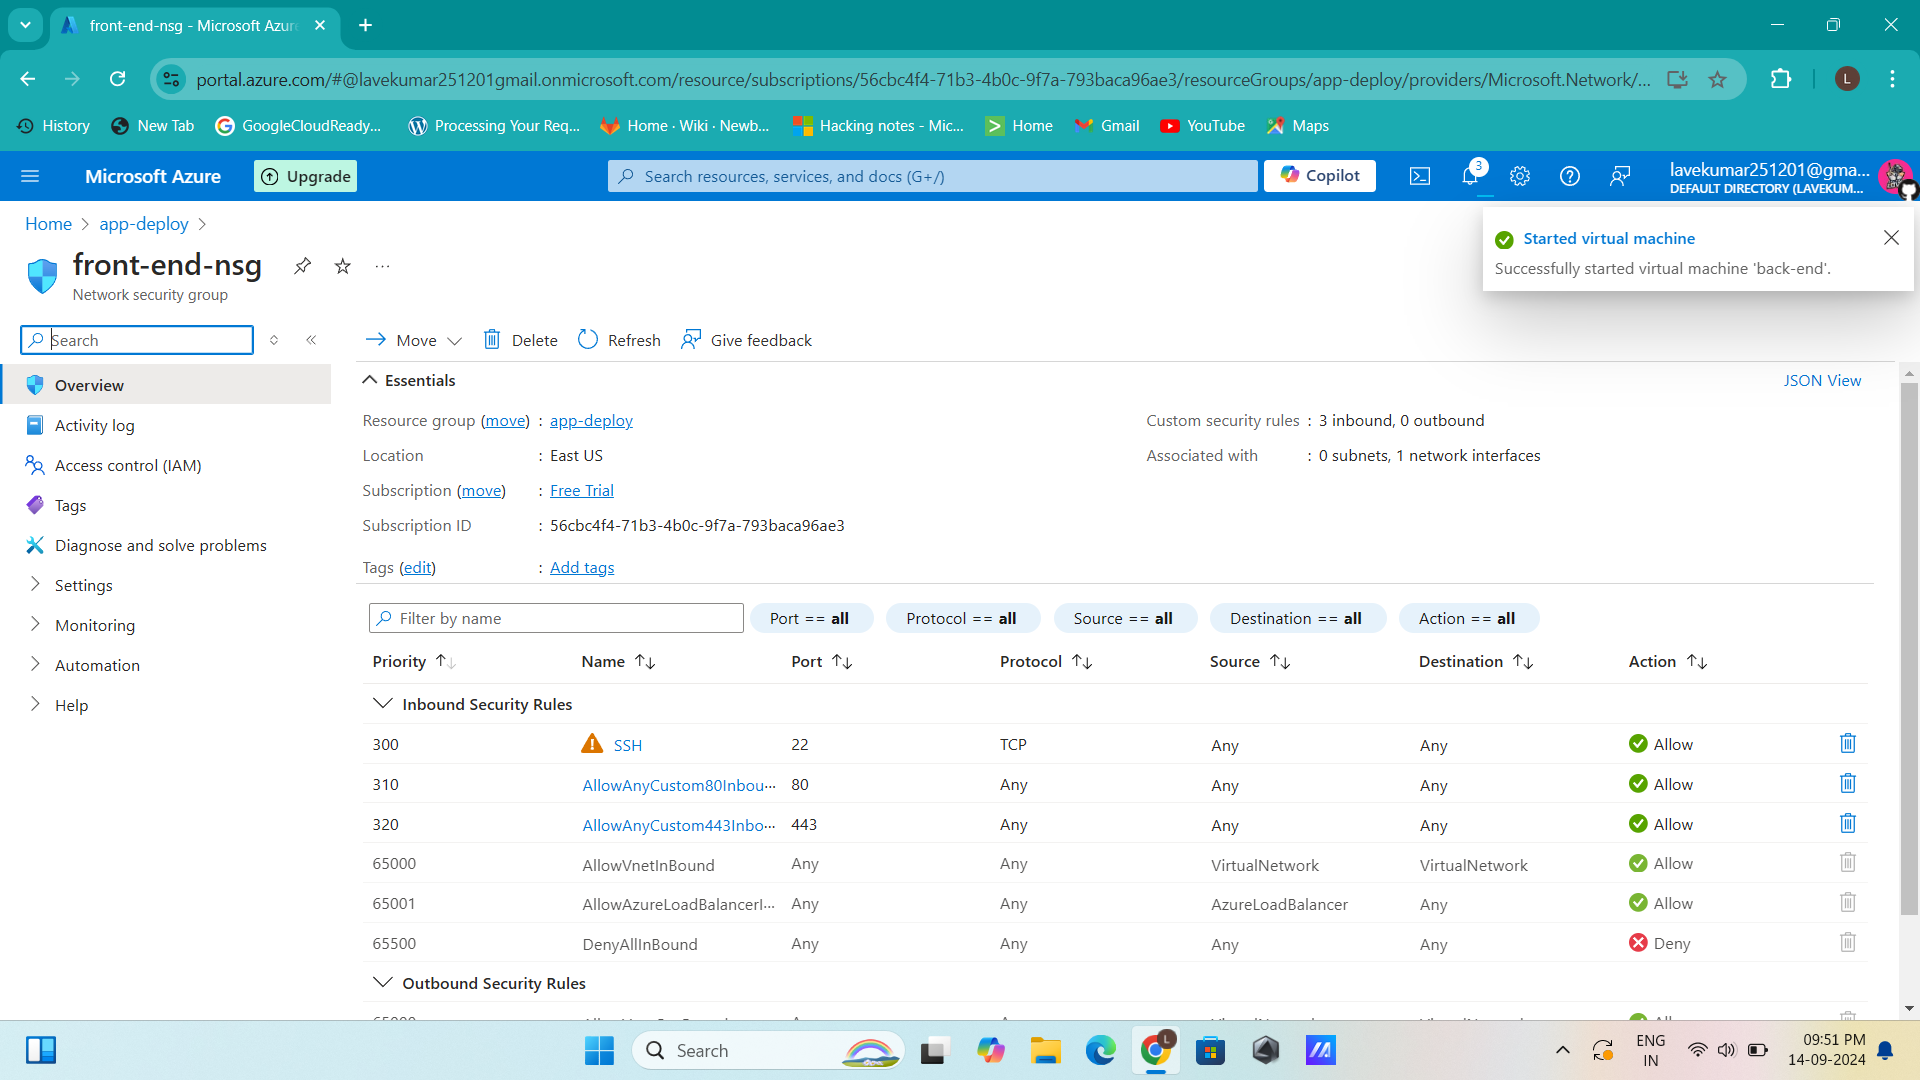 front-end-nsg - Microsoft Azure
portal.azure.com/#@lavekumar251201gmail.onmicrosoft.com/resource/subscriptions/56cbc4f4-71b3-4b0c-9f7a-793baca96ae3/resourceGroups/app-deploy/providers/Microsoft.Network/...
L
History
New Tab
GoogleCloudReady...
Processing Your Req...
Home · Wiki · Newb...
Hacking notes - Mic...
Home
Gmail
YouTube
Maps
Microsoft Azure
Upgrade
Search resources, services, and docs (G+/)
Copilot
3
lavekumar251201@gma...
DEFAULT DIRECTORY (LAVEKUM...
Home > app-deploy >
front-end-nsg
Network security group
Started virtual machine
Successfully started virtual machine 'back-end'.
Search
Move
Delete
Refresh
Give feedback
Overview
Activity log
Access control (IAM)
Tags
Diagnose and solve problems
Settings
Monitoring
Automation
Help
Essentials
JSON View
Resource group (move) : app-deploy
Location : East US
Subscription (move) : Free Trial
Subscription ID : 56cbc4f4-71b3-4b0c-9f7a-793baca96ae3
Tags (edit) : Add tags
Custom security rules : 3 inbound, 0 outbound
Associated with : 0 subnets, 1 network interfaces
Filter by name
Port == all
Protocol == all
Source == all
Destination == all
Action == all
Priority Name Port Protocol Source Destination Action
Inbound Security Rules
300 SSH 22 TCP Any Any Allow
310 AllowAnyCustom80Inbou··· 80 Any Any Any Allow
320 AllowAnyCustom443Inbo··· 443 Any Any Any Allow
65000 AllowVnetInBound Any Any VirtualNetwork VirtualNetwork Allow
65001 AllowAzureLoadBalancerI··· Any Any AzureLoadBalancer Any Allow
65500 DenyAllInBound Any Any Any Any Deny
Outbound Security Rules
Search
L
ENG
IN
09:51 PM
14-09-2024